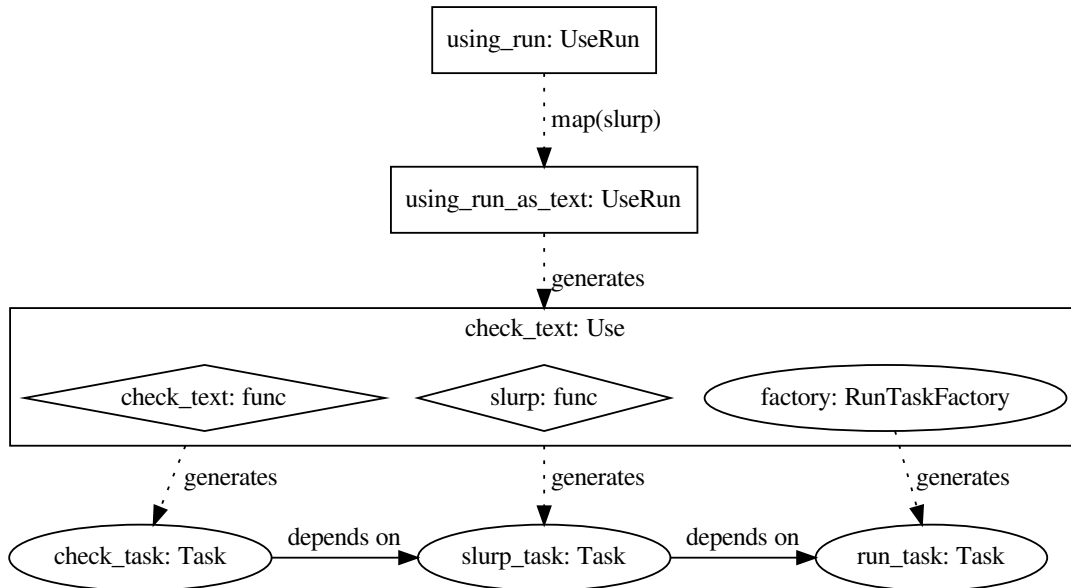 using_run: UseRun
map(slurp)
using_run_as_text: UseRun
generates
check_text: Use
check_text: func
slurp: func
factory: RunTaskFactory
generates
generates
generates
check_task: Task
depends on
slurp_task: Task
depends on
run_task: Task